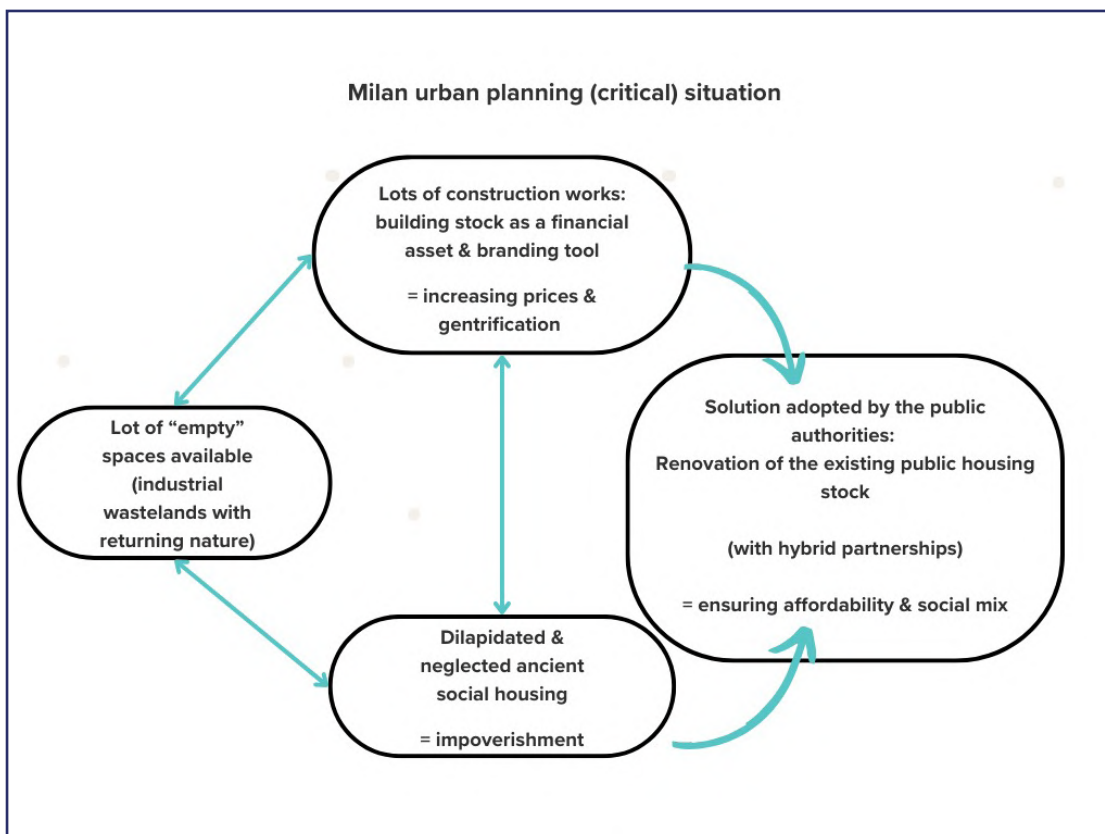 Milan urban planning (critical) situation
Lots of construction works:
building stock as a financial
asset & branding tool
= increasing prices &
gentrification
Lot of “empty”
spaces available
(industrial
wastelands with
returning nature)
Solution adopted by the public
authorities:
Renovation of the existing public housing
stock
(with hybrid partnerships)
= ensuring affordability & social mix
Dilapidated &
neglected ancient
social housing
= impoverishment